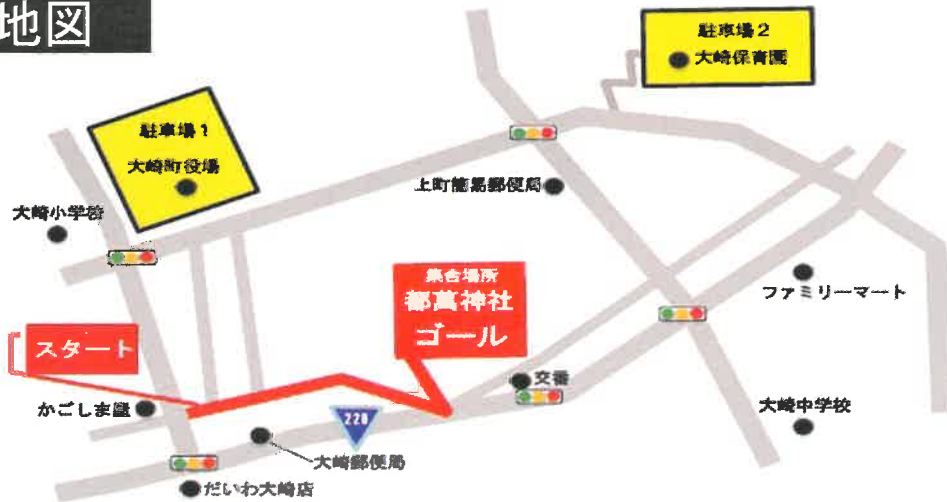 地図
駐車場2
大崎保育園
駐車場1
大崎町役場
上町簡易郵便局
大崎小学校
集合場所
都萬神社
ゴール
ファミリーマート
スタート
交番
かごしま屋
220
大崎中学校
大崎郵便局
だいわ大崎店